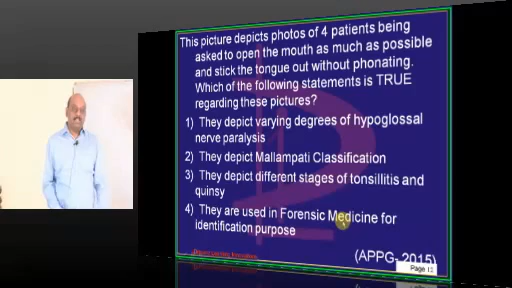 This picture depicts photos of 4 patients being
asked to open the mouth as much as possible
and stick the tongue out without phonating.
Which of the following statements is TRUE
regarding these pictures?
1) They depict varying degrees of hypoglossal
nerve paralysis
2) They depict Mallampati Classification
3) They depict different stages of tonsillitis and
quinsy
4) They are used in Forensic Medicine for
identification purpose
(APPG- 2015)
Page 13